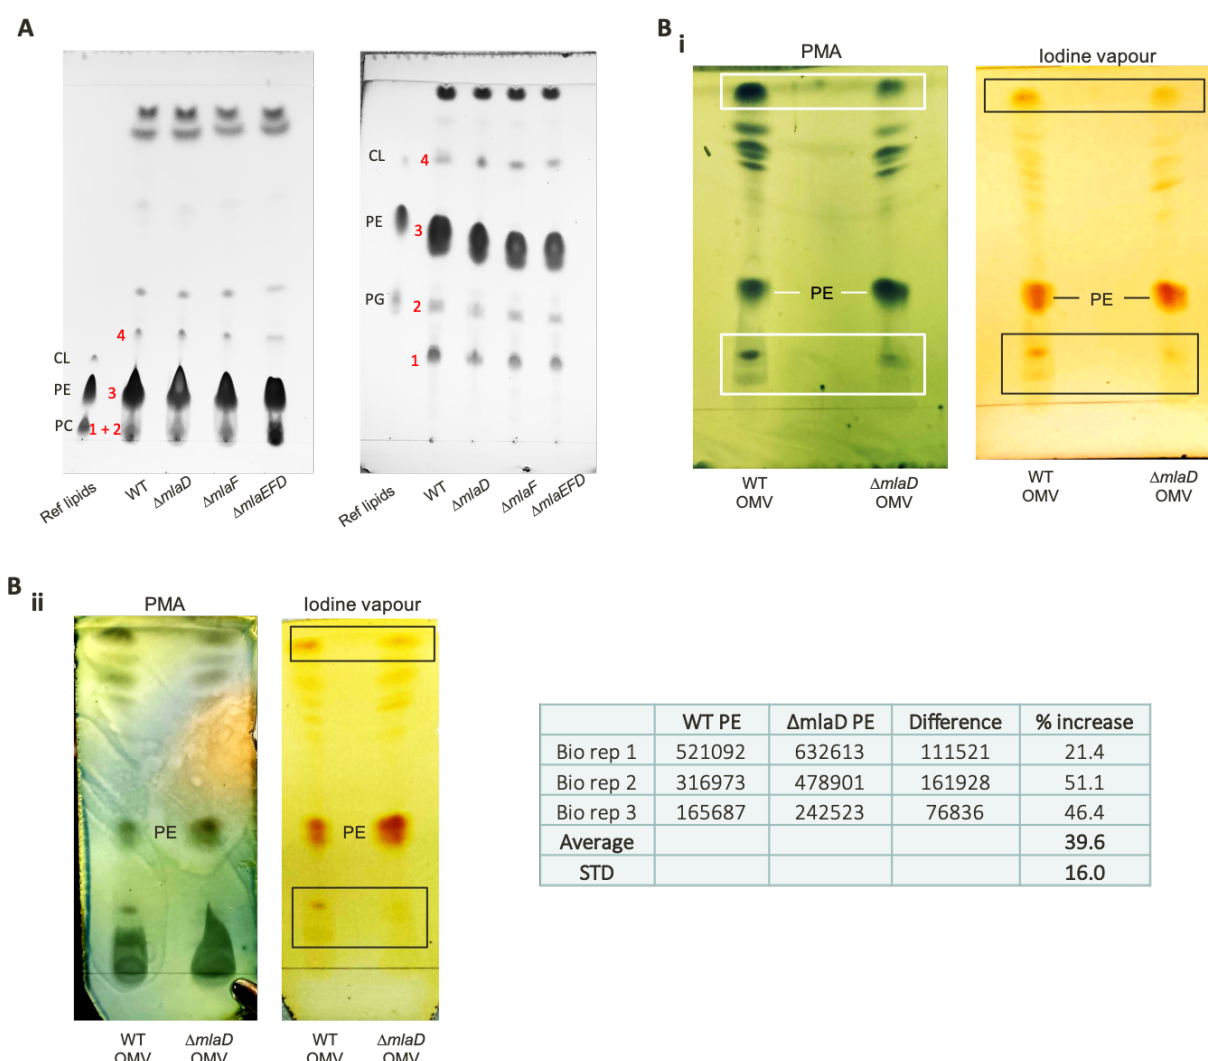 A
CL
PE
PC
4
3
1 + 2
Ref lipids
WT
ΔmlaD
ΔmlaF
ΔmlaEFD
CL
PE
PG
4
3
2
1
Ref lipids
WT
ΔmlaD
ΔmlaF
ΔmlaEFD
B
i
PMA
PE
WT
OMV
ΔmlaD
OMV
Iodine vapour
PE
WT
OMV
ΔmlaD
OMV
B
ii
PMA
PE
WT
OMV
ΔmlaD
OMV
Iodine vapour
PE
WT
OMV
ΔmlaD
OMV
WT PE ΔmlaD PE Difference % increase
Bio rep 1 521092 632613 111521 21.4
Bio rep 2 316973 478901 161928 51.1
Bio rep 3 165687 242523 76836 46.4
Average 39.6
STD 16.0